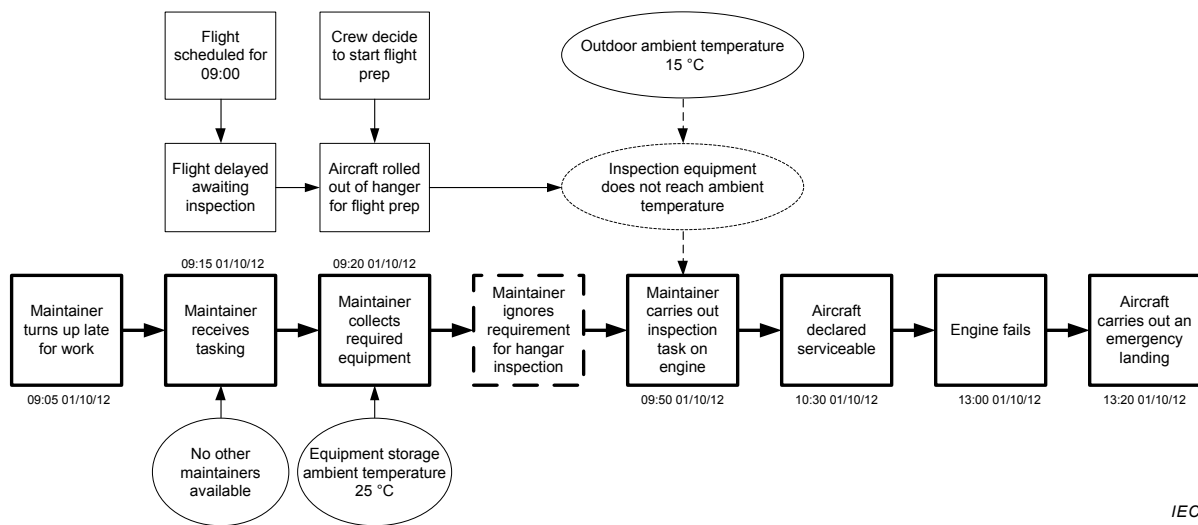 Flight
scheduled for
09:00
Crew decide
to start flight
prep
Outdoor ambient temperature
15 °C
Flight delayed
awaiting
inspection
Aircraft rolled
out of hanger
for flight prep
Inspection equipment
does not reach ambient
temperature
09:15 01/10/12
09:20 01/10/12
Maintainer
turns up late
for work
Maintainer
receives
tasking
Maintainer
collects
required
equipment
Maintainer
ignores
requirement
for hangar
inspection
Maintainer
carries out
inspection
task on
engine
Aircraft
declared
serviceable
Engine fails
Aircraft
carries out an
emergency
landing
09:05 01/10/12
09:50 01/10/12
10:30 01/10/12
13:00 01/10/12
13:20 01/10/12
No other
maintainers
available
Equipment storage
ambient temperature
25 °C
IEC